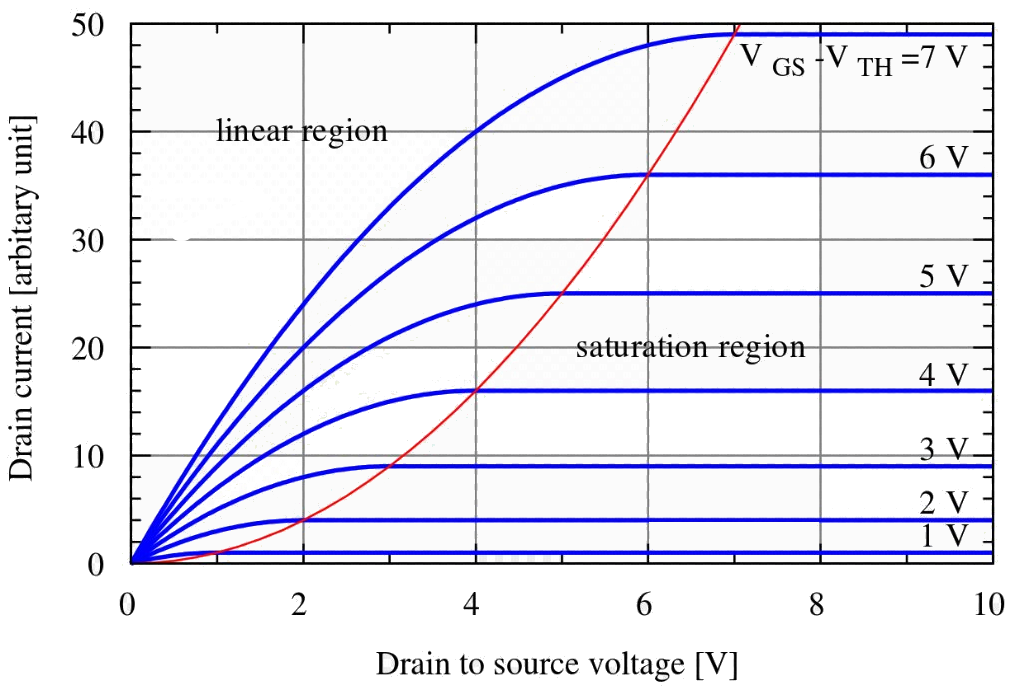 50
40
30
20
10
0
Drain current [arbitary unit]
linear region
V GS -V TH =7 V
6 V
5 V
saturation region
4 V
3 V
2 V
1 V
0 2 4 6 8 10
Drain to source voltage [V]